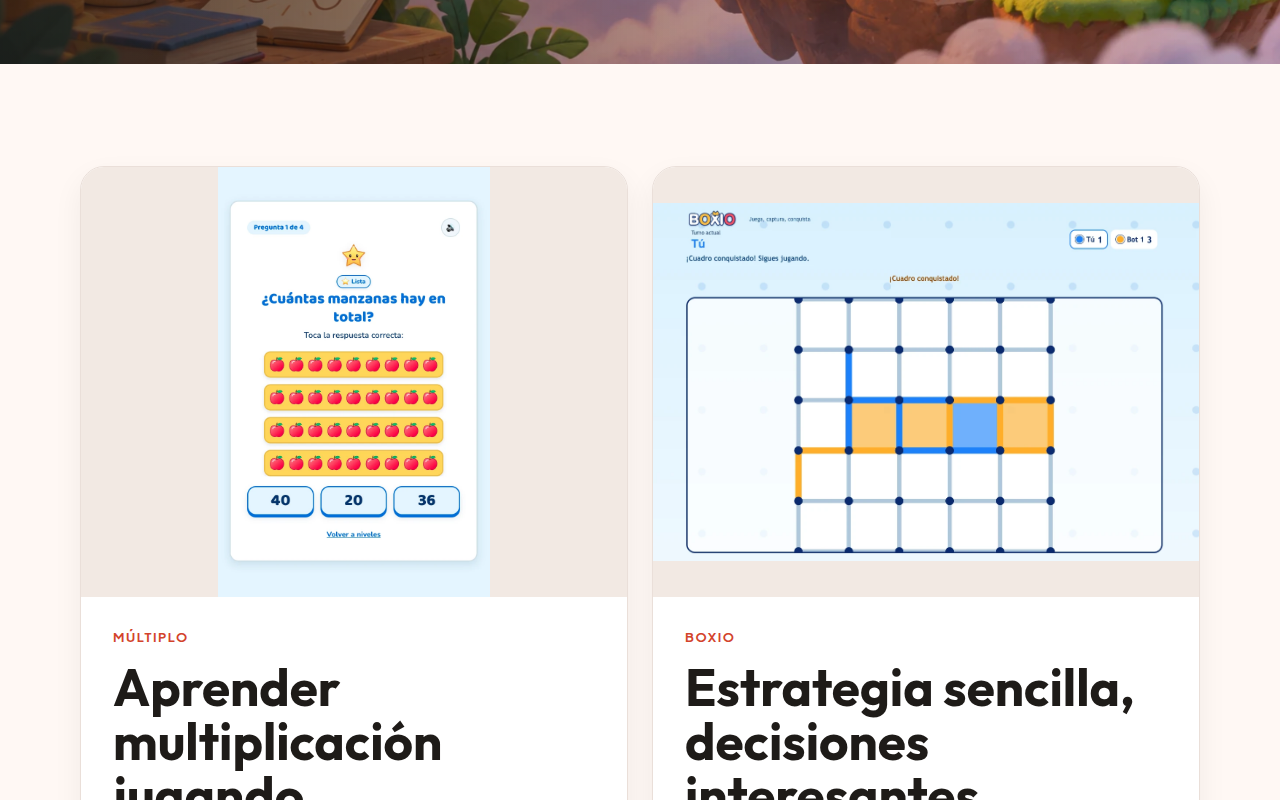 Pregunta 1 de 4
Lista
¿Cuántas manzanas hay en
total?
Toca la respuesta correcta:
40
20
36
Volver a niveles
BOXIO
Juega, captura, conquista
Turno actual
Tú
¡Cuadro conquistado! Sigues jugando.
Tú 1
Bot 1 3
¡Cuadro conquistado!
MÚLTIPLO
Aprender
multiplicación
jugando
BOXIO
Estrategia sencilla,
decisiones
interesantes